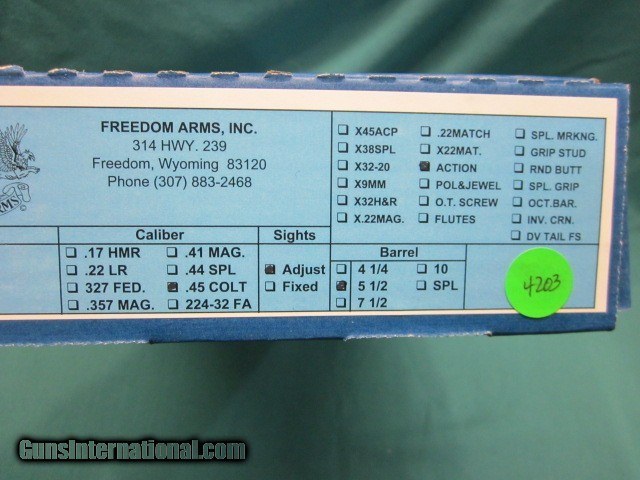 FREEDOM ARMS, INC.
314 HWY. 239
Freedom, Wyoming 83120
Phone (307) 883-2468
X45ACP
X38SPL
X32-20
X9MM
X32H&R
X.22MAG.
.22MATCH
X22MAT.
ACTION
POL&JEWEL
O.T. SCREW
FLUTES
SPL. MRKNG.
GRIP STUD
RND BUTT
SPL. GRIP
OCT.BAR.
INV. CRN.
DV TAIL FS
ARMS
Caliber
.17 HMR
.22 LR
327 FED.
.357 MAG.
.41 MAG.
.44 SPL
.45 COLT
224-32 FA
Sights
Adjust
Fixed
Barrel
4 1/4
5 1/2
7 1/2
10
SPL
4203
GunsInternational.com